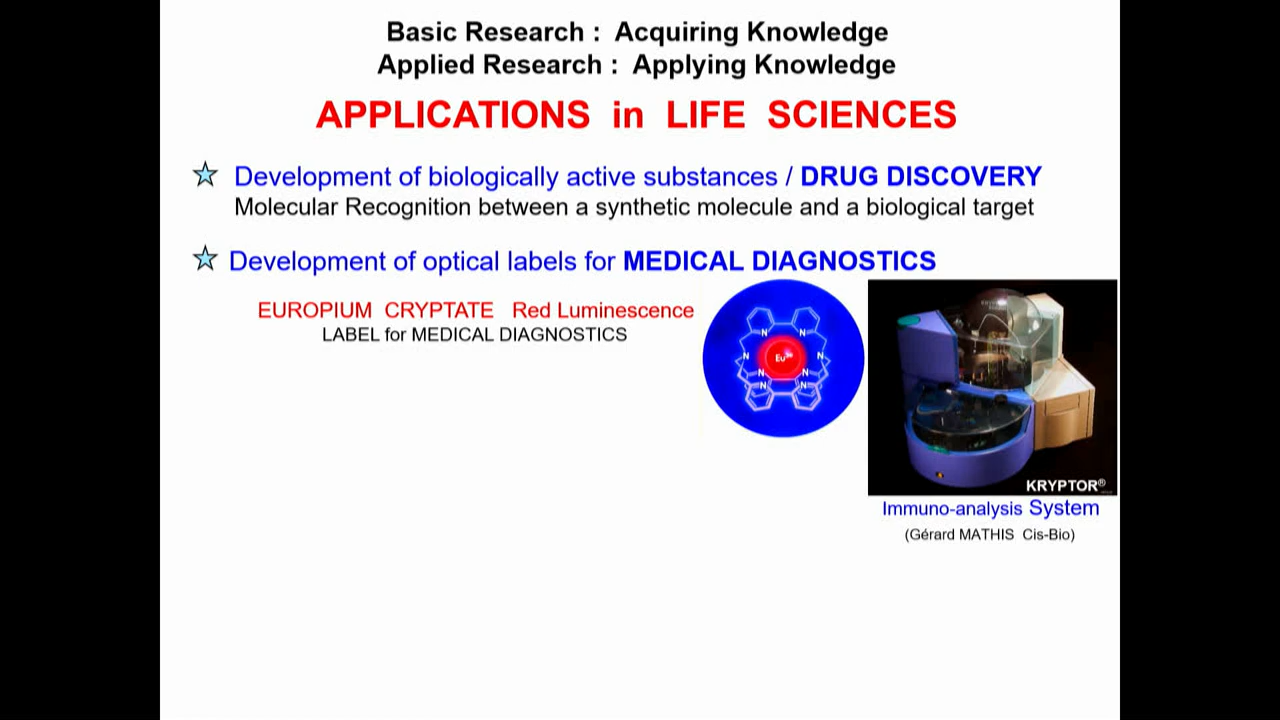 Basic Research : Acquiring Knowledge
Applied Research : Applying Knowledge
APPLICATIONS in LIFE SCIENCES
Development of biologically active substances / DRUG DISCOVERY
Molecular Recognition between a synthetic molecule and a biological target
Development of optical labels for MEDICAL DIAGNOSTICS
EUROPIUM CRYPTATE Red Luminescence
LABEL for MEDICAL DIAGNOSTICS
N N
N Eu³⁺ N
N N
N N
KRYPTOR®
Immuno-analysis System
(Gérard MATHIS Cis-Bio)